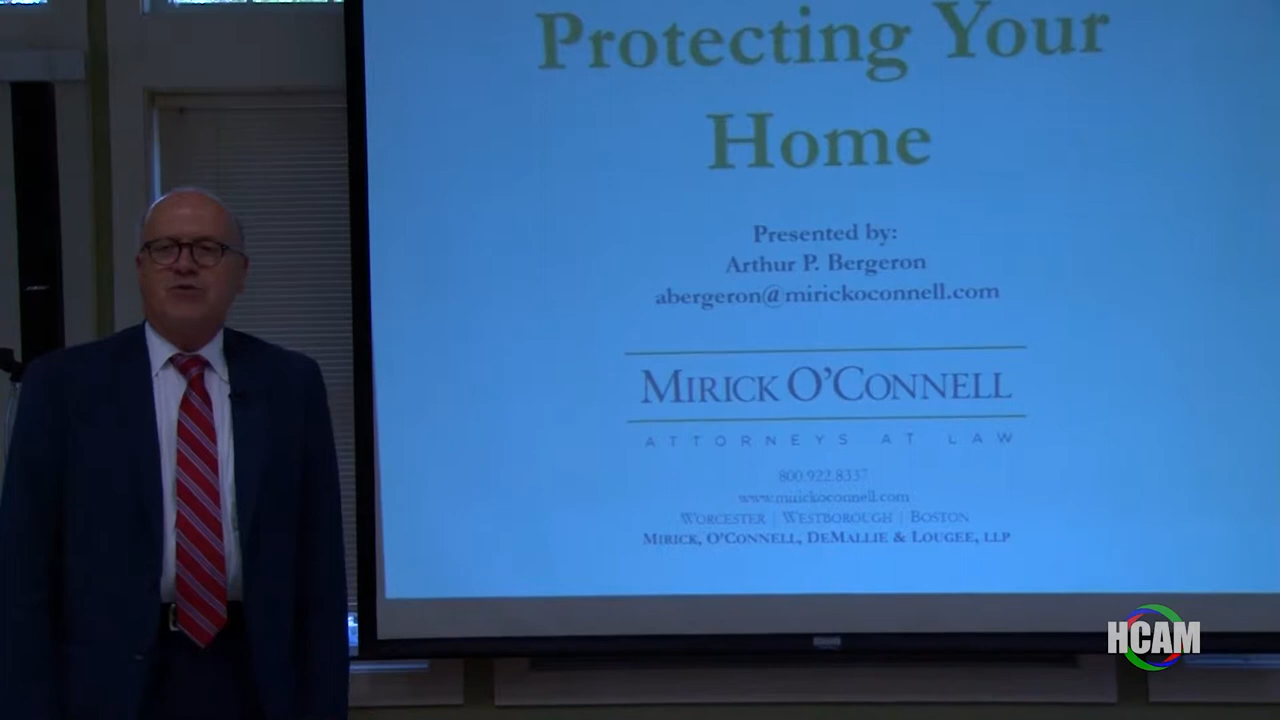 Protecting Your
Home
Presented by:
Arthur P. Bergeron
abergeron@mirickoconnell.com
MIRICK O'CONNELL
ATTORNEYS AT LAW
800.922.8337
www.mirickoconnell.com
WORCESTER | WESTBOROUGH | BOSTON
MIRICK, O'CONNELL, DEMALLIE & LOUGEE, LLP
HCAM